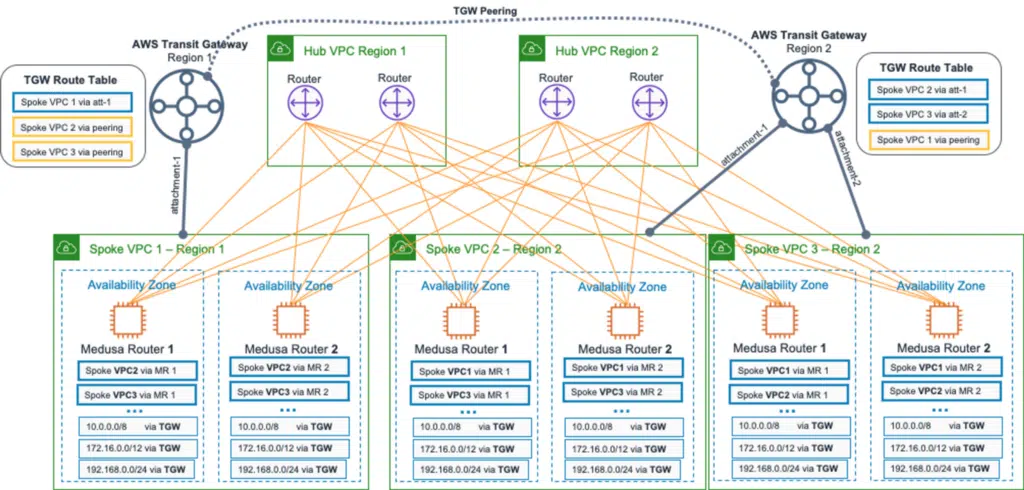 TGW Peering
AWS Transit Gateway
Region 1
Hub VPC Region 1
Hub VPC Region 2
AWS Transit Gateway
Region 2
Router
Router
Router
Router
TGW Route Table
Spoke VPC 1 via att-1
Spoke VPC 2 via peering
Spoke VPC 3 via peering
TGW Route Table
Spoke VPC 2 via att-1
Spoke VPC 3 via att-2
Spoke VPC 1 via peering
attachment-1
attachment-1
attachment-2
Spoke VPC 1 – Region 1
Availability Zone
Medusa Router 1
Spoke VPC2 via MR 1
Spoke VPC3 via MR 1
...
10.0.0.0/8 via TGW
172.16.0.0/12 via TGW
192.168.0.0/24 via TGW
Availability Zone
Medusa Router 2
Spoke VPC2 via MR 2
Spoke VPC3 via MR 2
...
10.0.0.0/8 via TGW
172.16.0.0/12 via TGW
192.168.0.0/24 via TGW
Spoke VPC 2 – Region 2
Availability Zone
Medusa Router 1
Spoke VPC1 via MR 1
Spoke VPC3 via MR 1
...
10.0.0.0/8 via TGW
172.16.0.0/12 via TGW
192.168.0.0/24 via TGW
Availability Zone
Medusa Router 2
Spoke VPC1 via MR 2
Spoke VPC3 via MR 2
...
10.0.0.0/8 via TGW
172.16.0.0/12 via TGW
192.168.0.0/24 via TGW
Spoke VPC 3 – Region 2
Availability Zone
Medusa Router 1
Spoke VPC1 via MR 1
Spoke VPC2 via MR 1
...
10.0.0.0/8 via TGW
172.16.0.0/12 via TGW
192.168.0.0/24 via TGW
Availability Zone
Medusa Router 2
Spoke VPC1 via MR 2
Spoke VPC2 via MR 2
...
10.0.0.0/8 via TGW
172.16.0.0/12 via TGW
192.168.0.0/24 via TGW